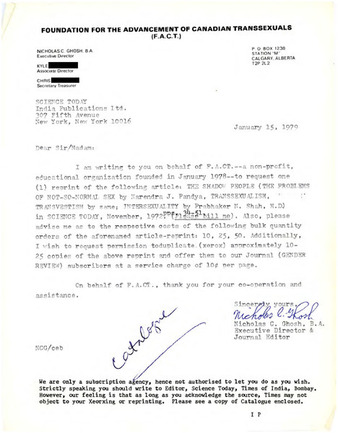 FOUNDATION FOR THE ADVANCEMENT OF CANADIAN TRANSSEXUALS
(F.A.C.T.)
NICHOLAS C. GHOSH, B.A.
Executive Director
KYLE
Associate Director
CHRIS
Secretary Treasurer
P.O. BOX 1230
STATION "M"
CALGARY, ALBERTA
T2P 2L2
SCIENCE TODAY
India Publications Ltd.
307 Fifth Avenue
New York, New York 10016
January 15, 1979
Dear Sir/Madam:
I am writing to you on behalf of F.A.C.T.--a non-profit,
educational organization founded in January 1978--to request one
(1) reprint of the following article: THE SHADOW PEOPLE (THE PROBLEMS
OF NOT-SO-NORMAL SEX by Narendra J. Pandya, TRANSSEXUALISM,
TRANSVESTISM by same, INTERSEXUALITY by Prabhaker N. Shah, M.D)
in SCIENCE TODAY, November, 1972, (Please bill me). Also, please
advise me as to the respective costs of the following bulk quantity
orders of the aforenamed article-reprint: 10, 25, 50. Additionally,
I wish to request permission to duplicate (xerox) approximately 10-
25 copies of the above reprint and offer them to our Journal (GENDER
REVIEW) subscribers at a service charge of 10¢ per page.
On behalf of F.A.C.T., thank you for your co-operation and
assistance.
Sincerely yours,
Nicholas C. Ghosh
Nicholas C. Ghosh, B.A.
Executive Director &
Journal Editor
Catalogue
NCG/ceb
We are only a subscription agency, hence not authorised to let you do as you wish.
Strictly speaking you should write to Editor, Science Today, Times of India, Bombay.
However, our feeling is that as long as you acknowledge the source, Times may not
object to your Xeorxing or reprinting. Please see a copy of Catalogue enclosed.
I P